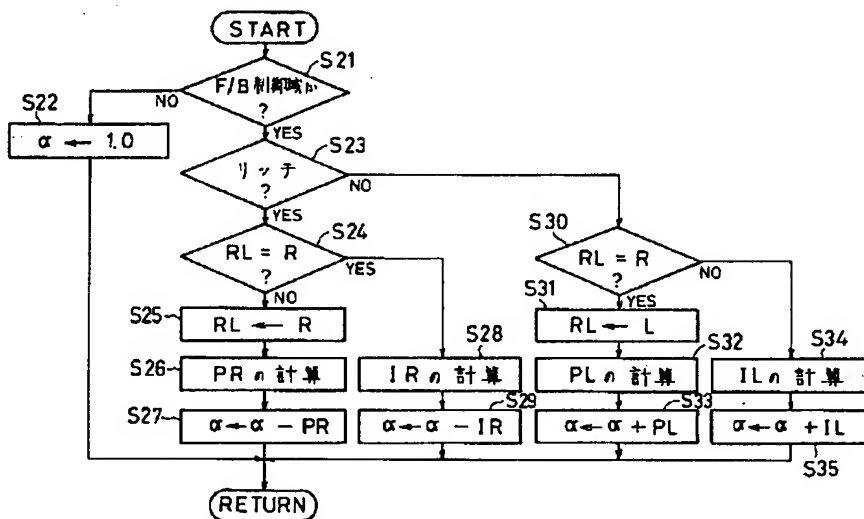 START
S21
F/B制御域か
?
NO
YES
S22
α ← 1.0
S23
リッチ
?
NO
YES
S24
RL = R
?
YES
NO
S30
RL = R
?
NO
YES
S25
RL ← R
S31
RL ← L
S26
PRの計算
S28
IRの計算
S32
PLの計算
S34
ILの計算
S27
α ← α - PR
S29
α ← α - IR
S33
α ← α + PL
α ← α + IL
S35
RETURN